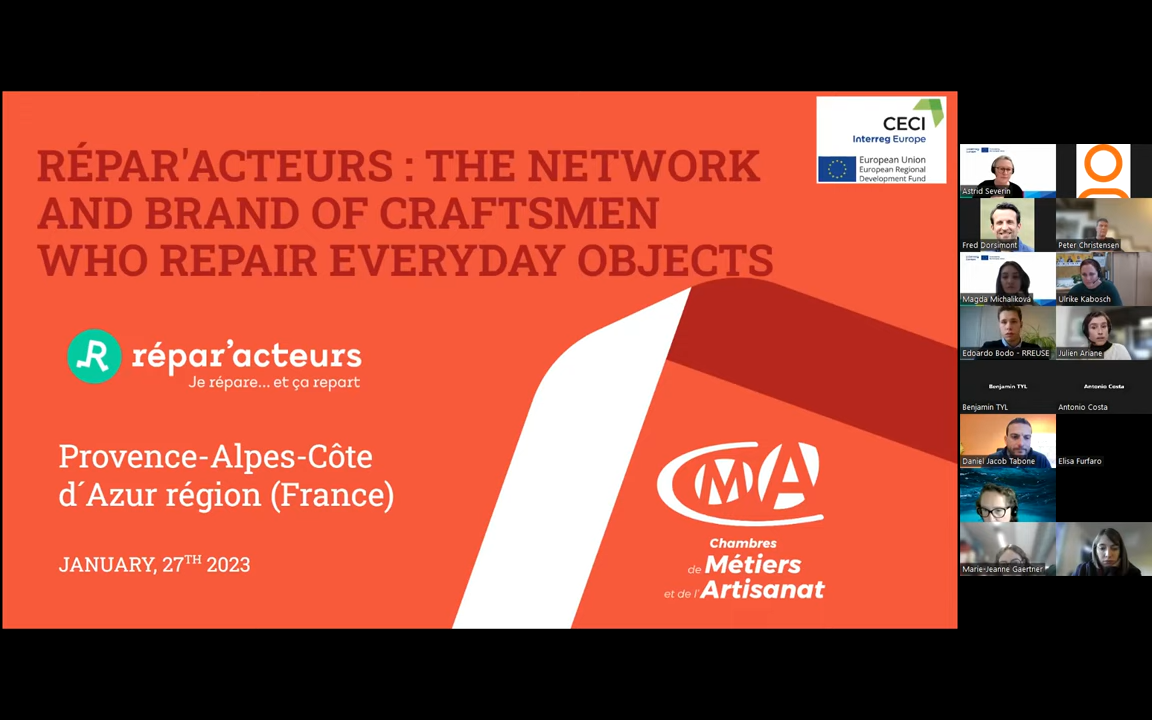 RÉPAR'ACTEURS : THE NETWORK
AND BRAND OF CRAFTSMEN
WHO REPAIR EVERYDAY OBJECTS
CECI
Interreg Europe
European Union
European Regional
Development Fund
R répar'acteurs
Je répare... et ça repart
Provence-Alpes-Côte
d´Azur région (France)
JANUARY, 27TH 2023
CMA
Chambres
de Métiers
et de l'Artisanat
Astrid Severin
Fred Dorsimont
Peter Christensen
Magda Michaliková
Ulrike Kabosch
Edoardo Bodo - RREUSE
Julien Ariane
Benjamin TYL
Antonio Costa
Benjamin TYL
Antonio Costa
Daniel Jacob Tabone
Elisa Furfaro
Marie-Jeanne Gaertner